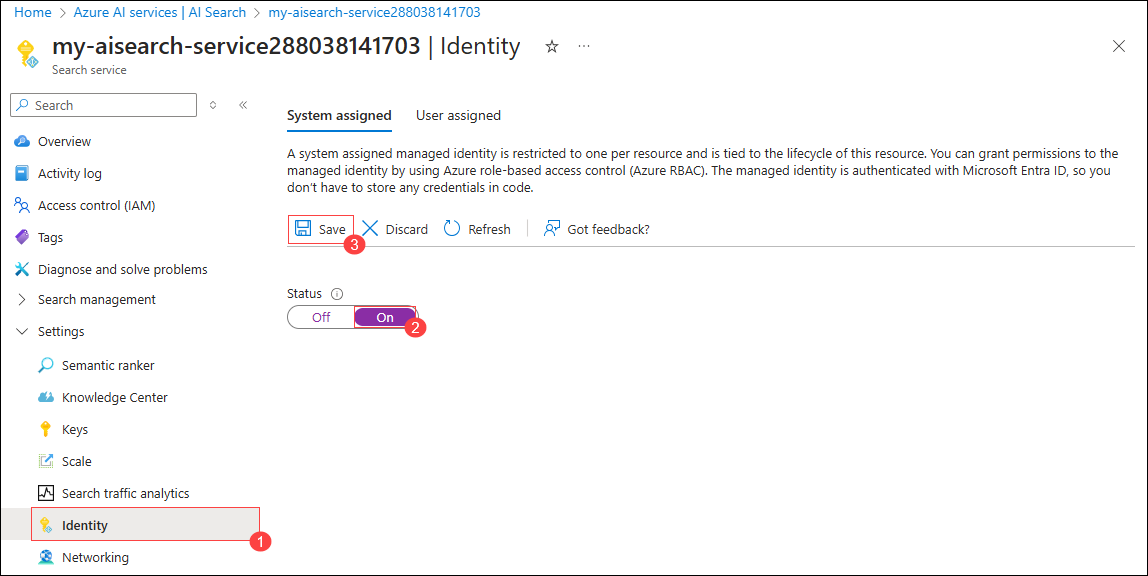 Home > Azure AI services | AI Search > my-aisearch-service288038141703
my-aisearch-service288038141703 | Identity ☆ ...
Search service
Search
Overview
Activity log
Access control (IAM)
Tags
Diagnose and solve problems
Search management
Settings
Semantic ranker
Knowledge Center
Keys
Scale
Search traffic analytics
Identity
1
Networking
System assigned User assigned
A system assigned managed identity is restricted to one per resource and is tied to the lifecycle of this resource. You can grant permissions to the
managed identity by using Azure role-based access control (Azure RBAC). The managed identity is authenticated with Microsoft Entra ID, so you
don't have to store any credentials in code.
Save Discard Refresh Got feedback?
3
Status
Off On
2